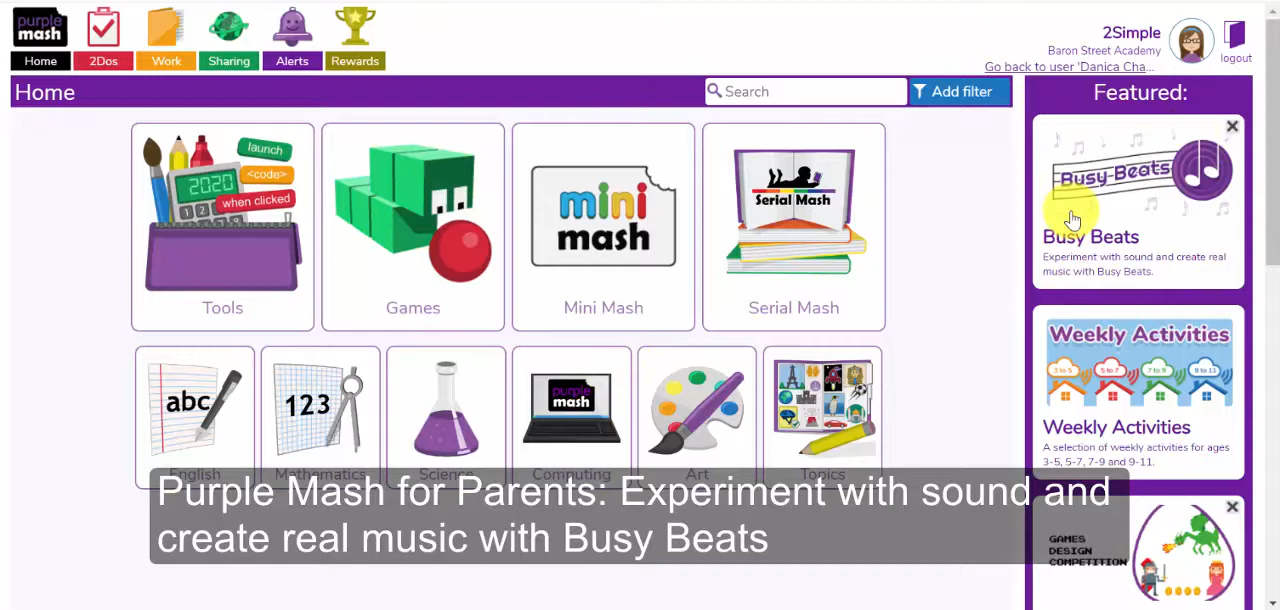 purple
mash
Home
2Dos
Work
Sharing
Alerts
Rewards
2Simple
Baron Street Academy
Go back to user 'Danica Cha...
logout
Home
Search
Add filter
Featured:
launch
<code>
2020
when clicked
1 2
Tools
Games
mini
mash
Mini Mash
Serial Mash
Serial Mash
Busy Beats
Busy Beats
Experiment with sound and create real
music with Busy Beats.
Weekly Activities
3 to 5
5 to 7
7 to 9
9 to 11
Weekly Activities
A selection of weekly activities for ages
3-5, 5-7, 7-9 and 9-11.
abc
English
123
Mathematics
Science
purple
mash
Computing
Art
Topics
GAMES
DESIGN
COMPETITION
Purple Mash for Parents: Experiment with sound and
create real music with Busy Beats